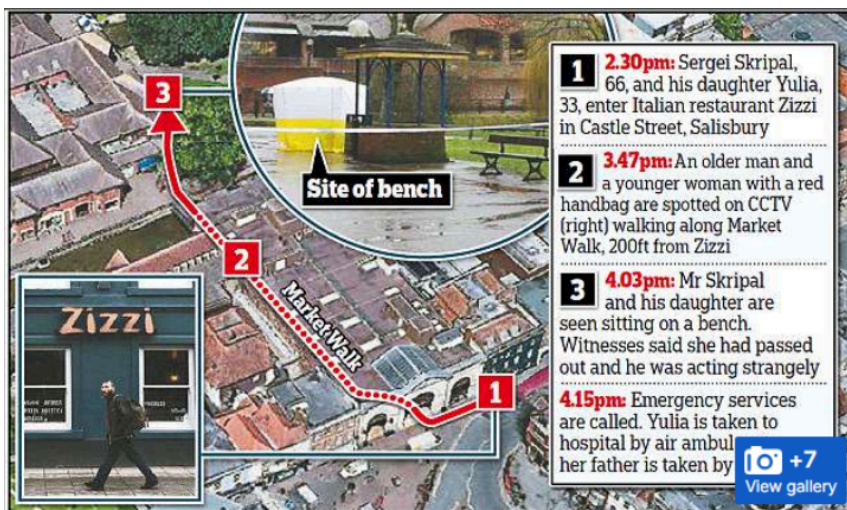 1 2.30pm: Sergei Skripal,
66, and his daughter Yulia,
33, enter Italian restaurant Zizzi
in Castle Street, Salisbury
2 3.47pm: An older man and
a younger woman with a red
handbag are spotted on CCTV
(right) walking along Market
Walk, 200ft from Zizzi
3 4.03pm: Mr Skripal
and his daughter are
seen sitting on a bench.
Witnesses said she had passed
out and he was acting strangely
4.15pm: Emergency services
are called. Yulia is taken to
hospital by air ambul
her father is taken by
+7
View gallery
3
Site of bench
2
Market Walk
1
Zizzi